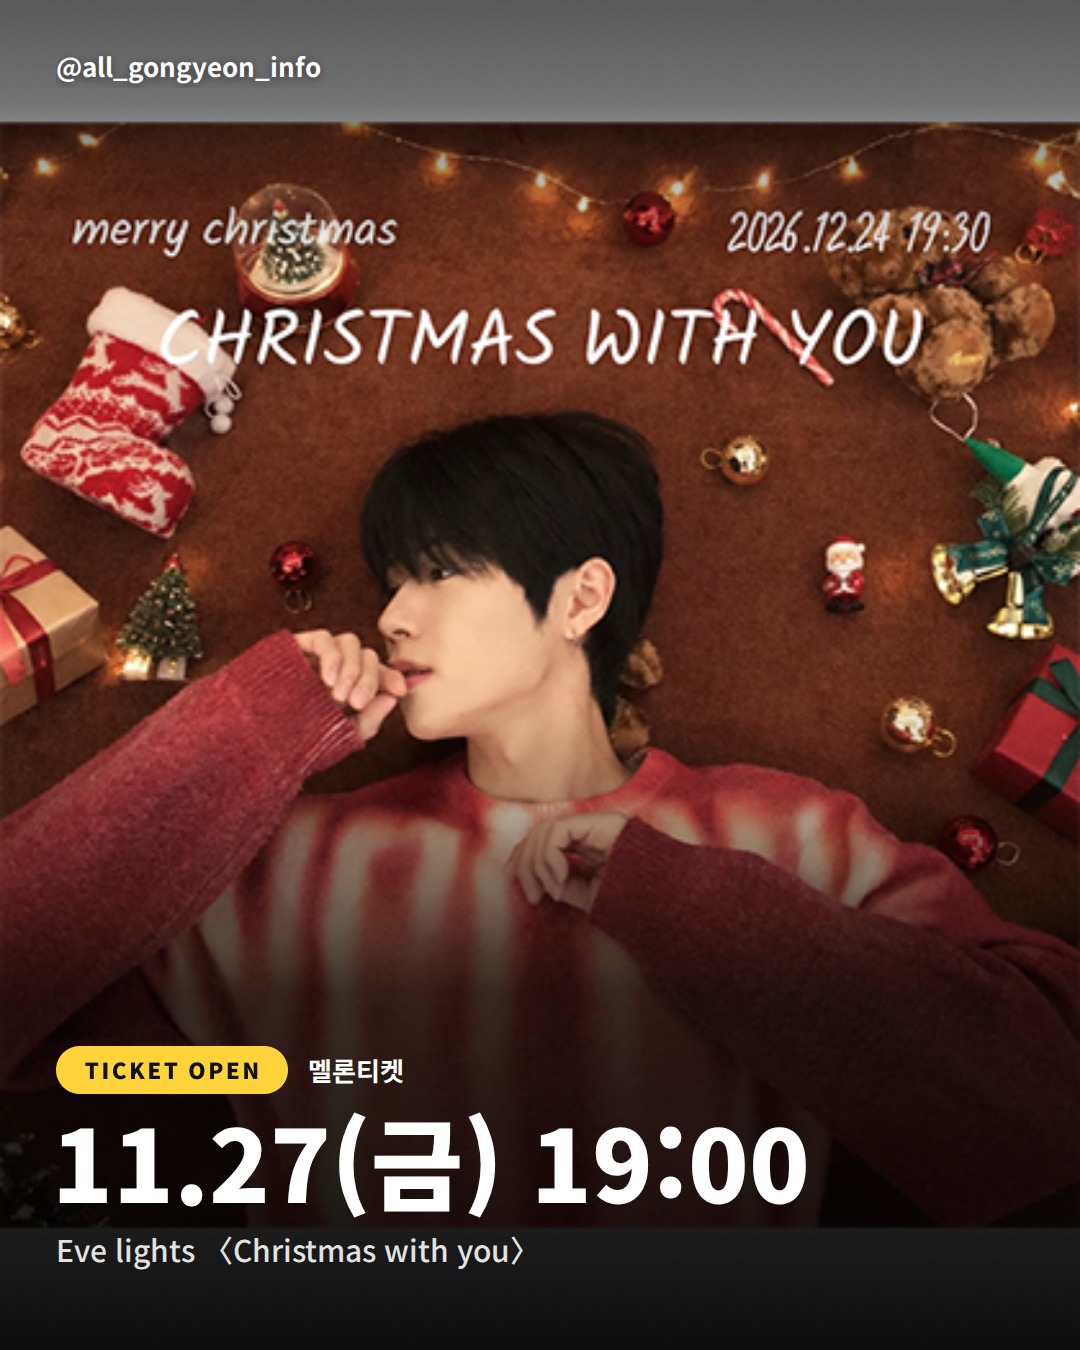 @all_gongyeon_info
merry christmas
2026.12.24 19:30
CHRISTMAS WITH YOU
TICKET OPEN 멜론티켓
11.27(금) 19:00
Eve lights 〈Christmas with you〉